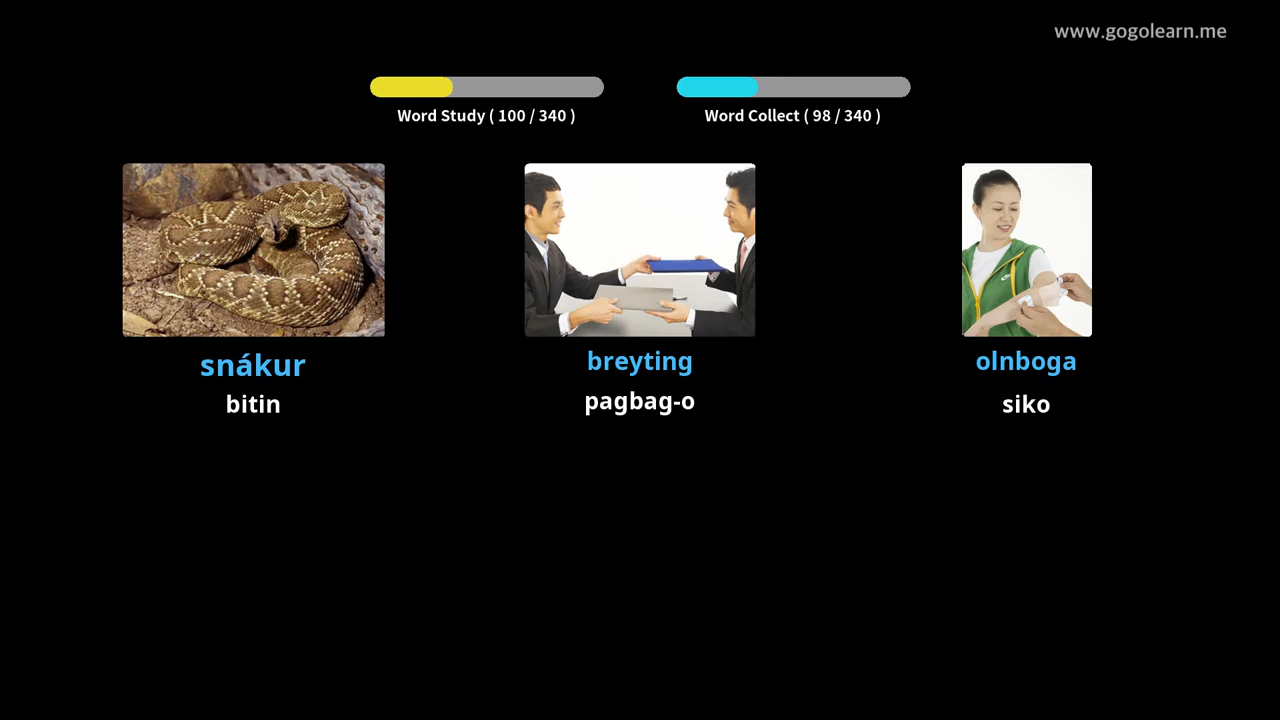 www.gogolearn.me
Word Study ( 100 / 340 )
Word Collect ( 98 / 340 )
snákur
bitin
breyting
pagbag-o
olnboga
siko